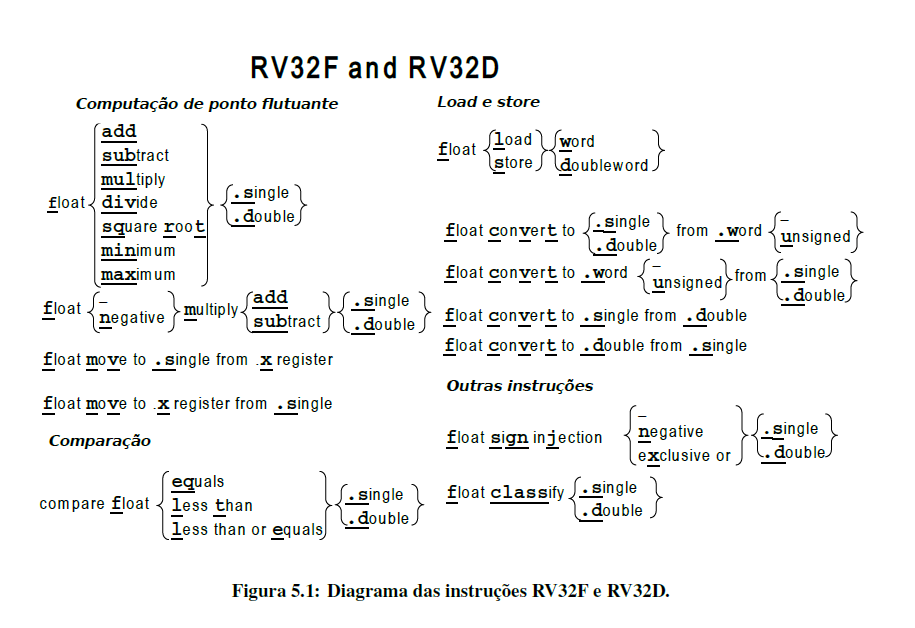 RV32F and RV32D
Computação de ponto flutuante
float
add
subtract
multiply
divide
square root
minimum
maximum
.single
.double
float
–
negative
multiply
add
subtract
.single
.double
float move to .single from .x register
float move to .x register from .single
Comparação
compare float
equals
less than
less than or equals
.single
.double
Load e store
float
load
store
word
doubleword
float convert to
.single
.double
from .word
–
unsigned
float convert to .word
–
unsigned
from
.single
.double
float convert to .single from .double
float convert to .double from .single
Outras instruções
float sign injection
–
negative
exclusive or
.single
.double
float classify
.single
.double
Figura 5.1: Diagrama das instruções RV32F e RV32D.